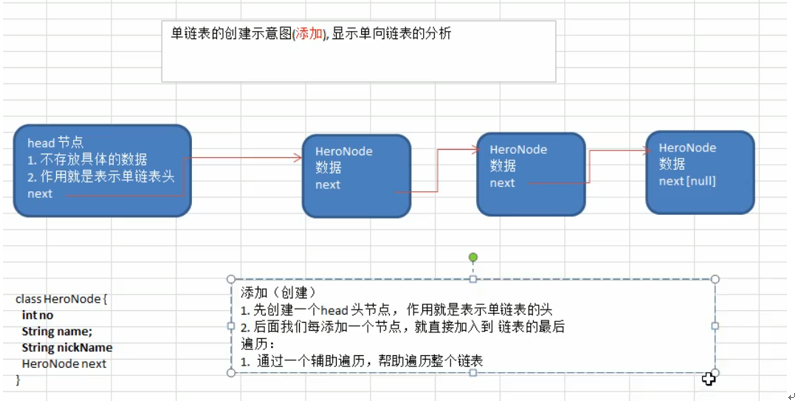 单链表的创建示意图(添加), 显示单向链表的分析
head 节点
1. 不存放具体的数据
2. 作用就是表示单链表头
next
HeroNode
数据
next
HeroNode
数据
next
HeroNode
数据
next [null]
class HeroNode {
int no
String name;
String nickName
HeroNode next
}
添加（创建）
1. 先创建一个head 头节点，作用就是表示单链表的头
2. 后面我们每添加一个节点，就直接加入到 链表的最后
遍历：
1. 通过一个辅助遍历，帮助遍历整个链表